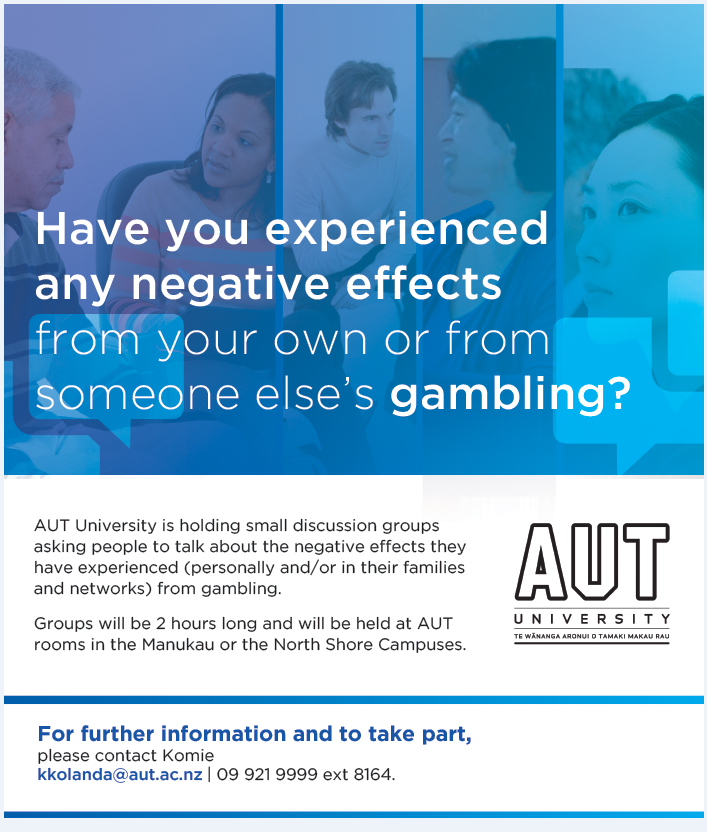 Have you experienced
any negative effects
from your own or from
someone else's gambling?
AUT University is holding small discussion groups
asking people to talk about the negative effects they
have experienced (personally and/or in their families
and networks) from gambling.
Groups will be 2 hours long and will be held at AUT
rooms in the Manukau or the North Shore Campuses.
AUT
UNIVERSITY
TE WĀNANGA ARONUI O TAMAKI MAKAU RAU
For further information and to take part,
please contact Komie
kkolanda@aut.ac.nz | 09 921 9999 ext 8164.